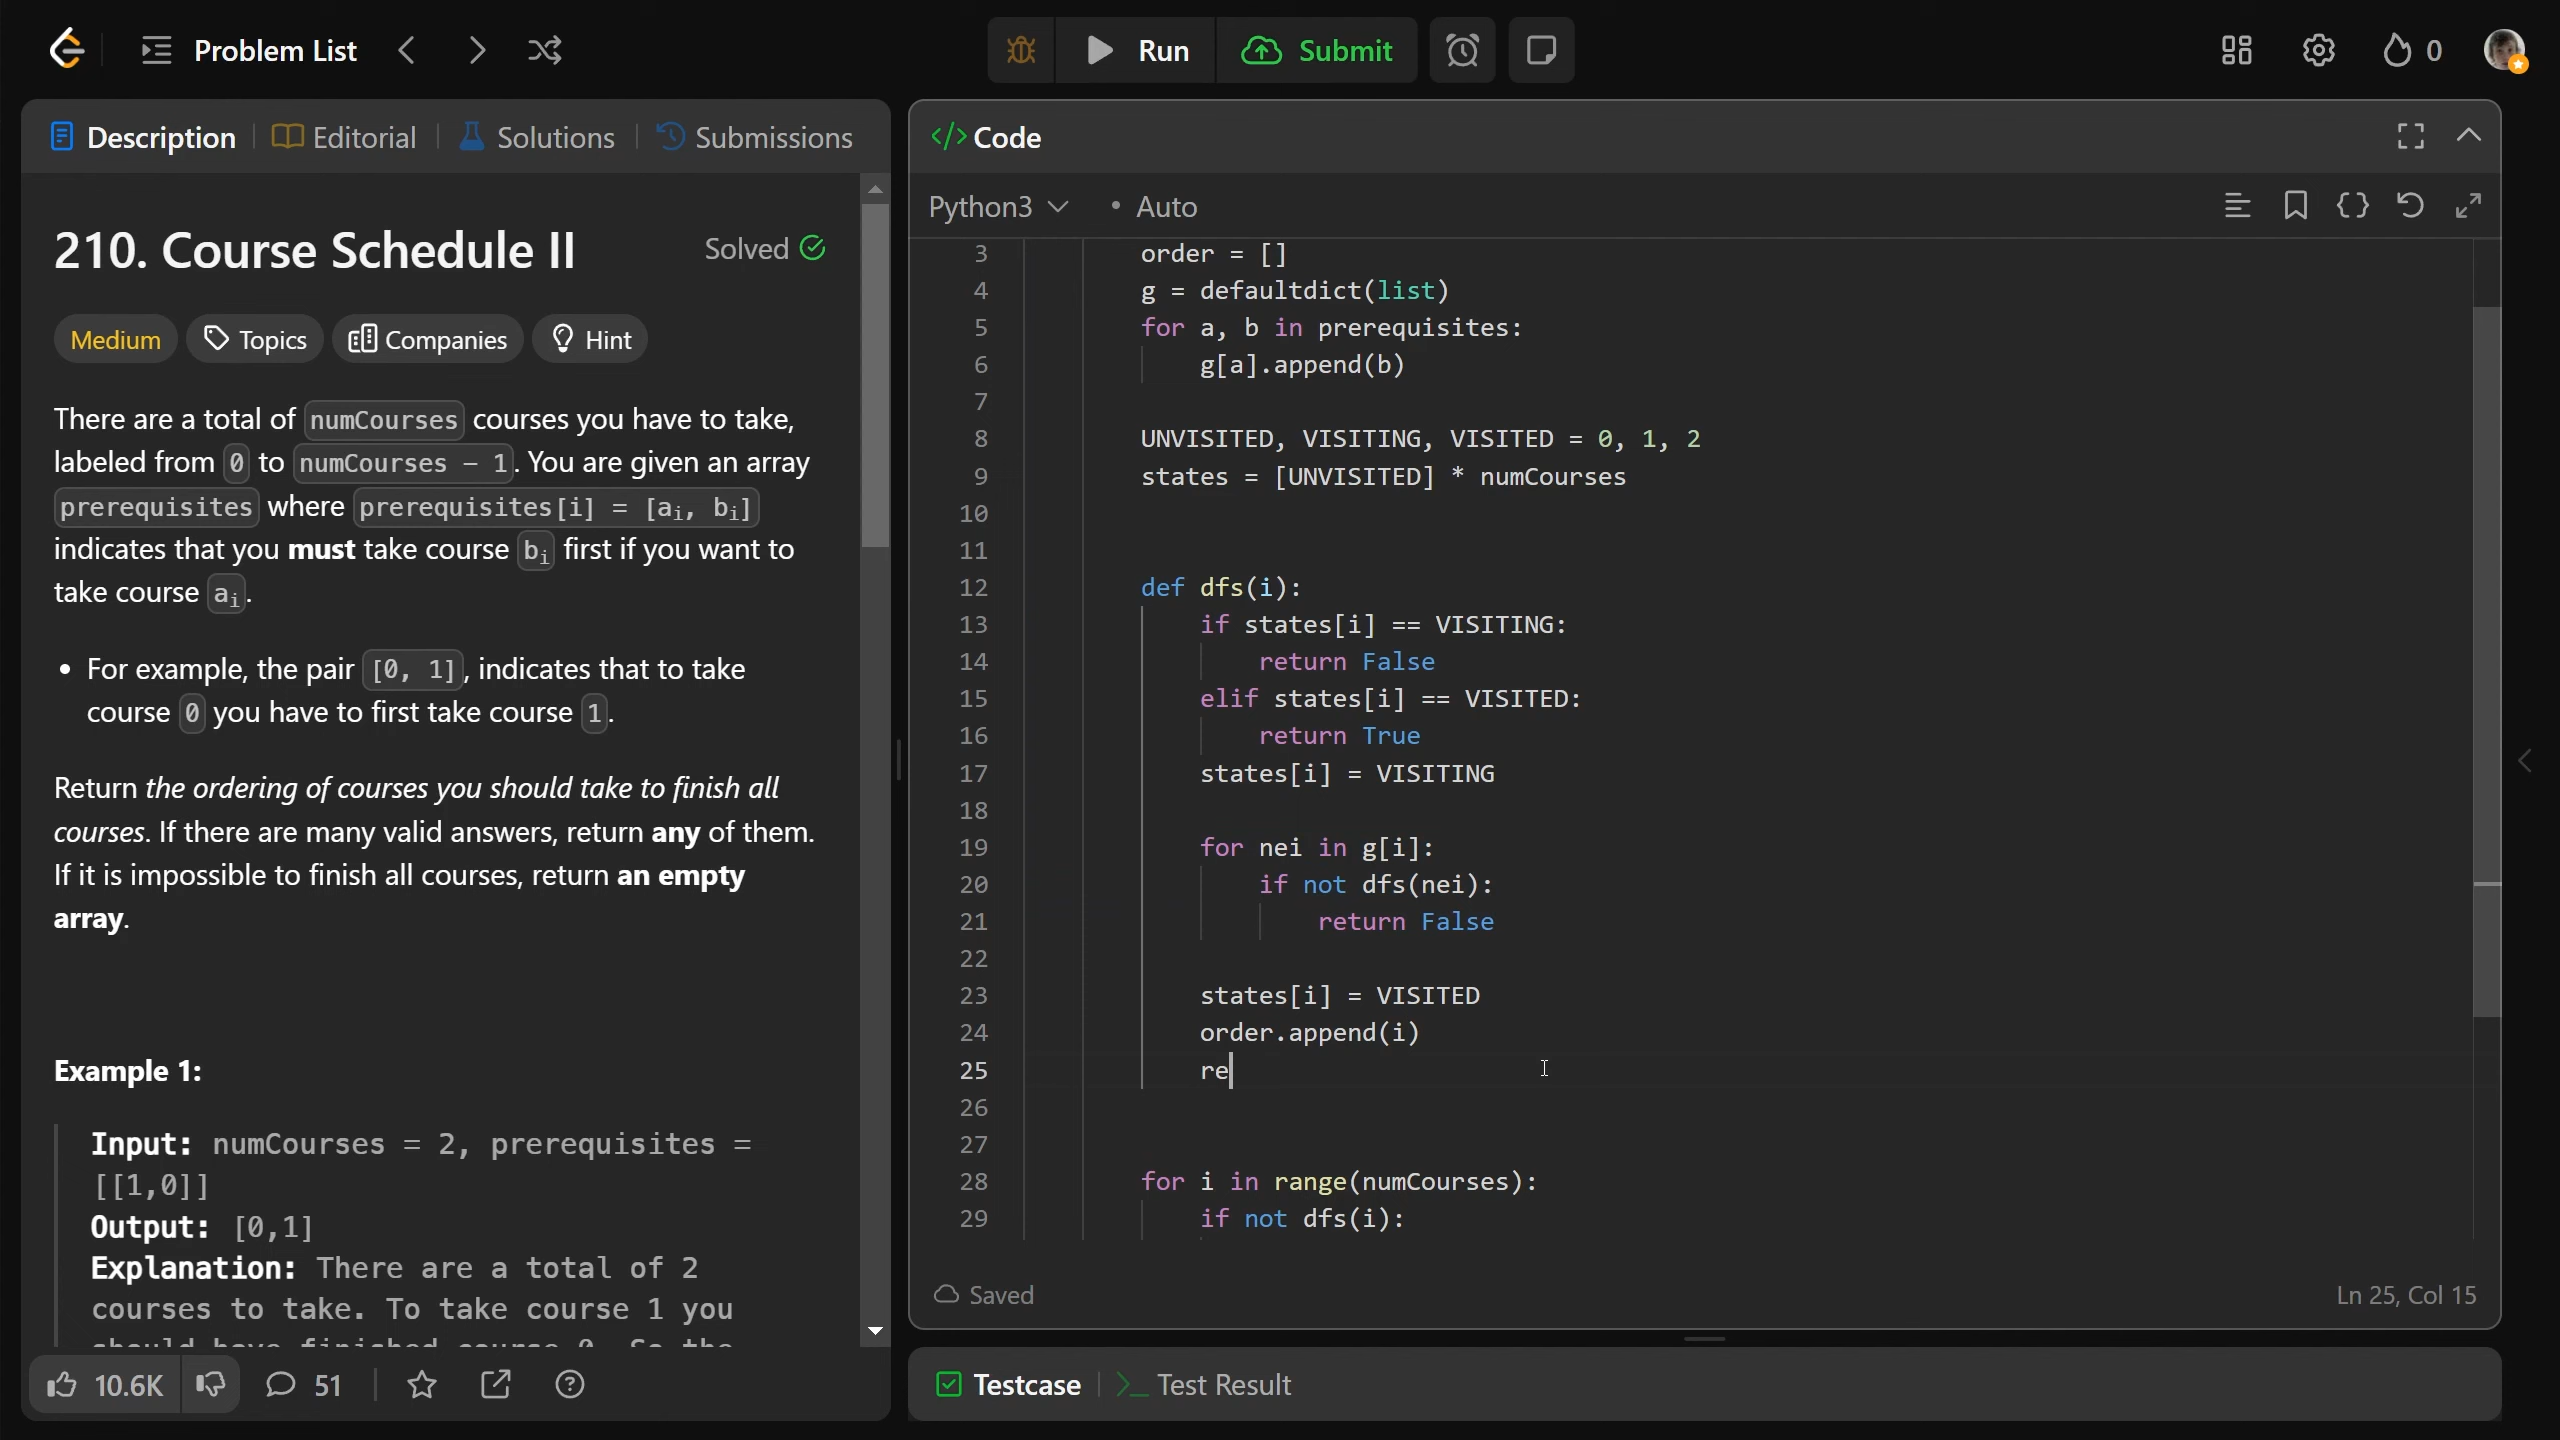 Problem List
Run
Submit
0
Description
Editorial
Solutions
Submissions
210. Course Schedule II
Solved
Medium
Topics
Companies
Hint
There are a total of numCourses courses you have to take,
labeled from 0 to numCourses - 1. You are given an array
prerequisites where prerequisites[i] = [ai, bi]
indicates that you must take course bi first if you want to
take course ai.
• For example, the pair [0, 1], indicates that to take
course 0 you have to first take course 1.
Return the ordering of courses you should take to finish all
courses. If there are many valid answers, return any of them.
If it is impossible to finish all courses, return an empty
array.
Example 1:
Input: numCourses = 2, prerequisites =
[[1,0]]
Output: [0,1]
Explanation: There are a total of 2
courses to take. To take course 1 you
should have finished course 0. So the
10.6K
51
</> Code
Python3
• Auto
3 order = []
4 g = defaultdict(list)
5 for a, b in prerequisites:
6 g[a].append(b)
7
8 UNVISITED, VISITING, VISITED = 0, 1, 2
9 states = [UNVISITED] * numCourses
10
11
12 def dfs(i):
13 if states[i] == VISITING:
14 return False
15 elif states[i] == VISITED:
16 return True
17 states[i] = VISITING
18
19 for nei in g[i]:
20 if not dfs(nei):
21 return False
22
23 states[i] = VISITED
24 order.append(i)
25 re
26
27
28 for i in range(numCourses):
29 if not dfs(i):
Saved
Ln 25, Col 15
Testcase
Test Result